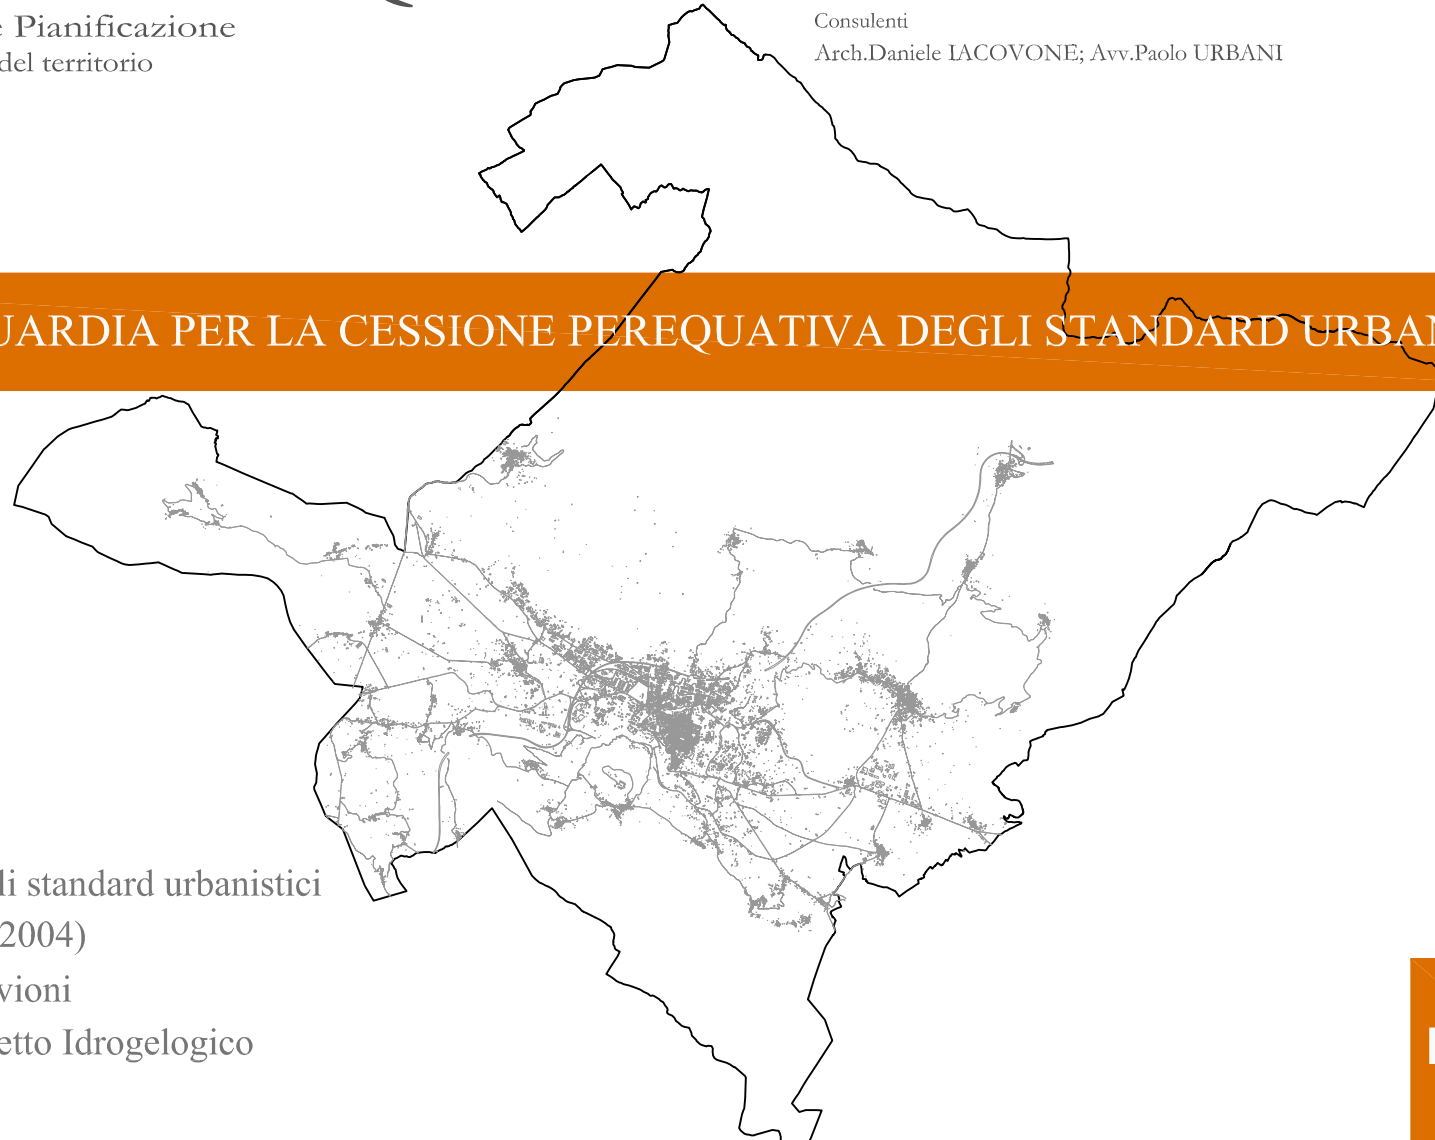 e Pianificazione
del territorio
Consulenti
Arch.Daniele IACOVONE; Avv.Paolo URBANI
UARDIA PER LA CESSIONE PEREQUATIVA DEGLI STANDARD URBAN
li standard urbanistici
2004)
vioni
etto Idrogelogico